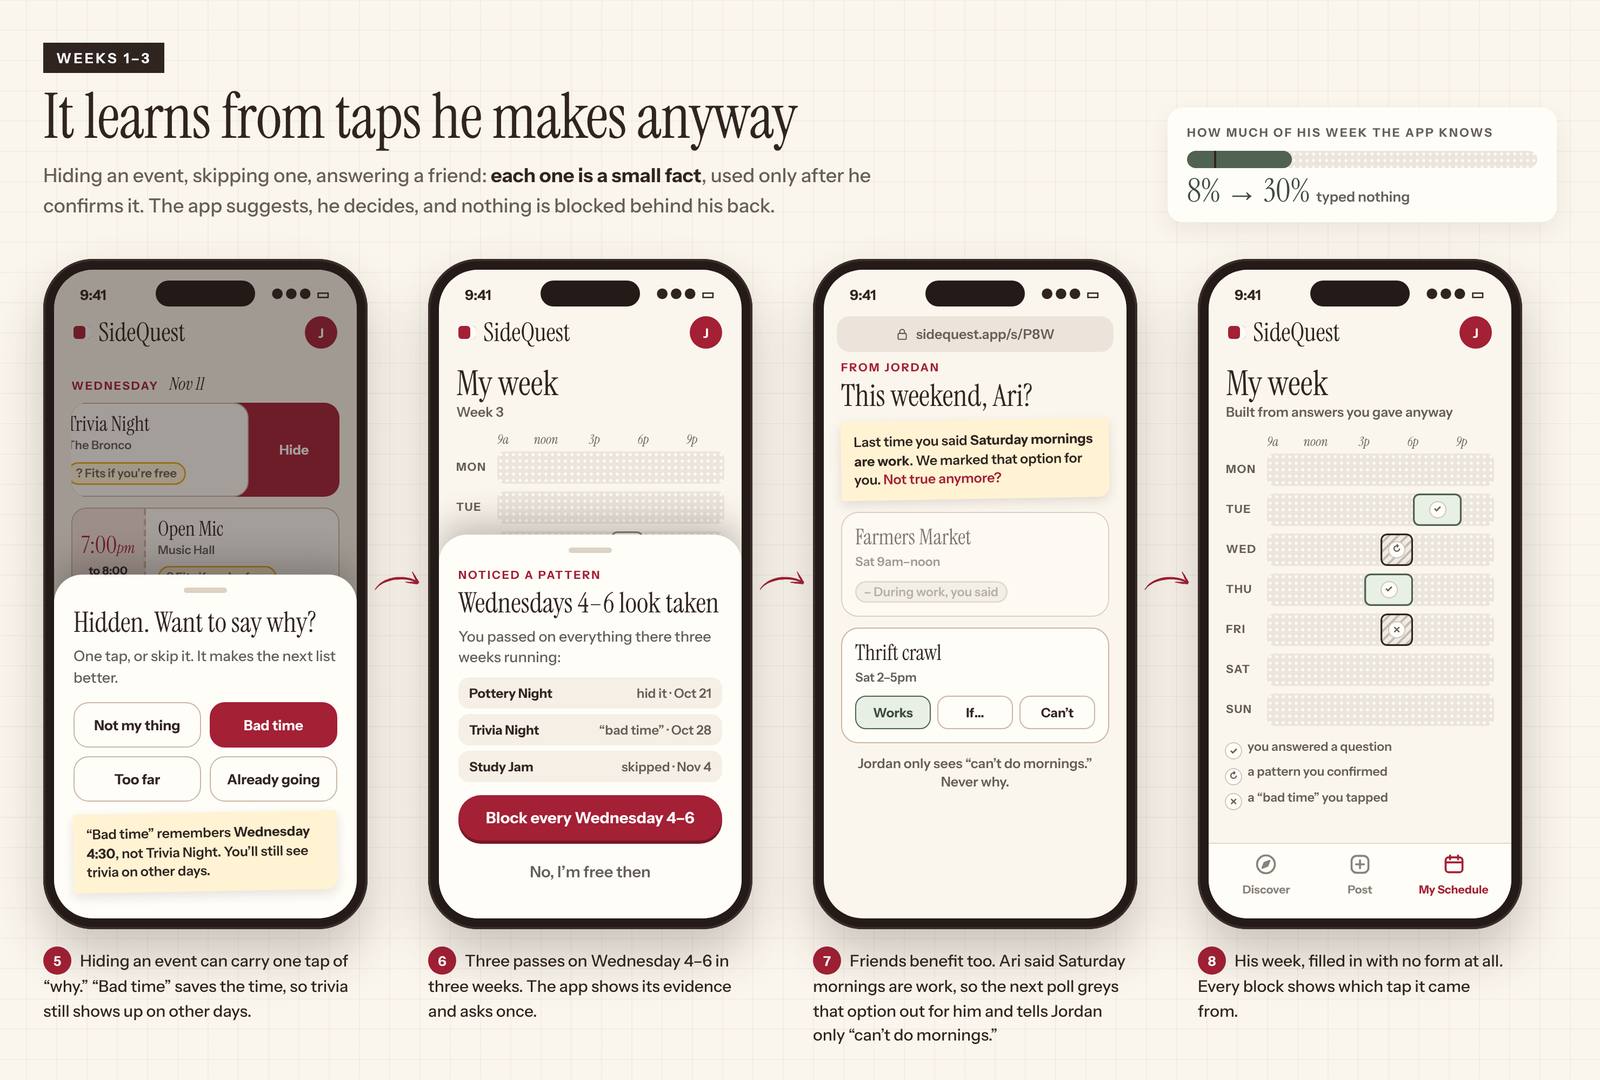 WEEKS 1–3
It learns from taps he makes anyway
Hiding an event, skipping one, answering a friend: each one is a small fact, used only after he
confirms it. The app suggests, he decides, and nothing is blocked behind his back.
HOW MUCH OF HIS WEEK THE APP KNOWS
8% → 30% typed nothing
9:41
SideQuest
J
WEDNESDAY Nov 11
Trivia Night
The Bronco
? Fits if you're free
Hide
7:00pm
to 8:00
Open Mic
Music Hall
Hidden. Want to say why?
One tap, or skip it. It makes the next list
better.
Not my thing
Bad time
Too far
Already going
“Bad time” remembers Wednesday
4:30, not Trivia Night. You’ll still see
trivia on other days.
5 Hiding an event can carry one tap of
“why.” “Bad time” saves the time, so trivia
still shows up on other days.
9:41
SideQuest
J
My week
Week 3
9a noon 3p 6p 9p
MON
TUE
NOTICED A PATTERN
Wednesdays 4–6 look taken
You passed on everything there three
weeks running:
Pottery Night hid it · Oct 21
Trivia Night “bad time” · Oct 28
Study Jam skipped · Nov 4
Block every Wednesday 4–6
No, I’m free then
6 Three passes on Wednesday 4–6 in
three weeks. The app shows its evidence
and asks once.
9:41
sidequest.app/s/P8W
FROM JORDAN
This weekend, Ari?
Last time you said Saturday mornings
are work. We marked that option for
you. Not true anymore?
Farmers Market
Sat 9am–noon
– During work, you said
Thrift crawl
Sat 2–5pm
Works
If...
Can’t
Jordan only sees “can’t do mornings.”
Never why.
7 Friends benefit too. Ari said Saturday
mornings are work, so the next poll greys
that option out for him and tells Jordan
only “can’t do mornings.”
9:41
SideQuest
J
My week
Built from answers you gave anyway
9a noon 3p 6p 9p
MON
TUE
WED
THU
FRI
SAT
SUN
you answered a question
a pattern you confirmed
a “bad time” you tapped
Discover
Post
My Schedule
8 His week, filled in with no form at all.
Every block shows which tap it came
from.